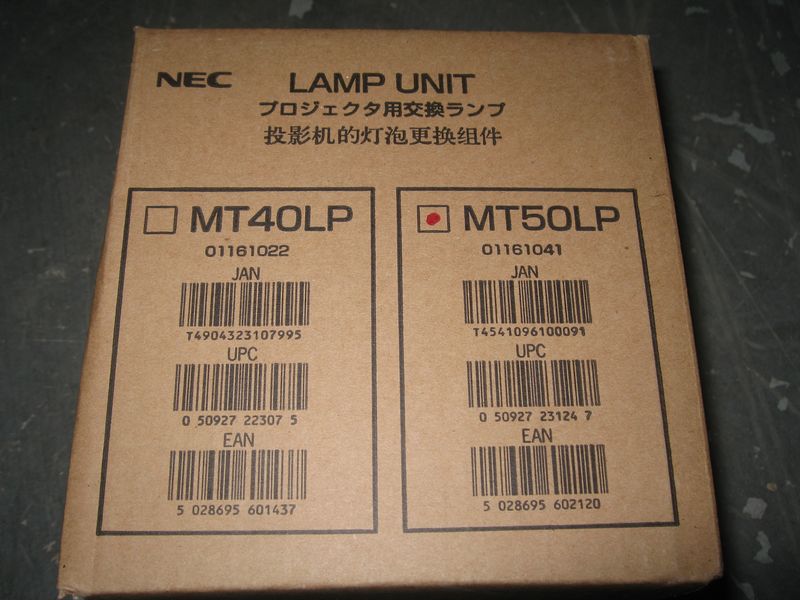 NEC LAMP UNIT
プロジェクタ用交換ランプ
投影机的灯泡更换组件
MT40LP
01161022
JAN
T4904323107995
UPC
0 50927 22307 5
EAN
5 028695 601437
MT50LP
01161041
JAN
T4541096100091
UPC
0 50927 23124 7
EAN
5 028695 602120